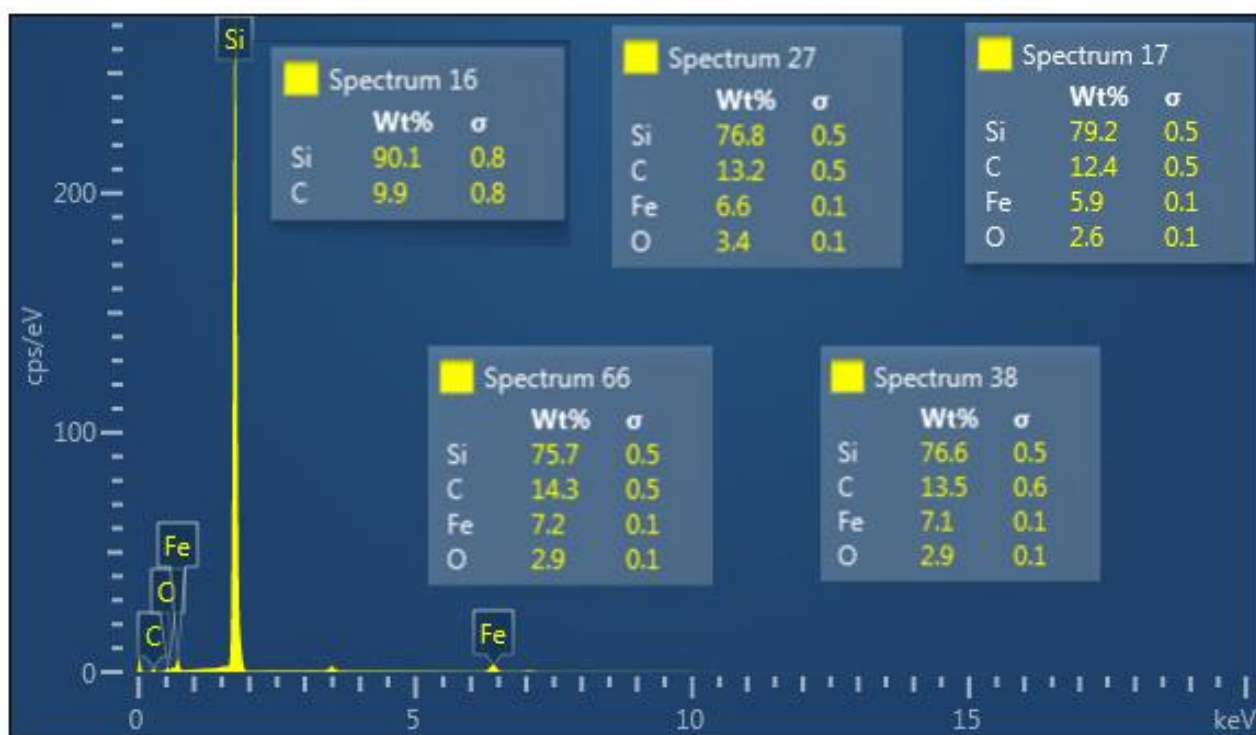 Si
Spectrum 16
Wt% σ
Si 90.1 0.8
C 9.9 0.8
Spectrum 27
Wt% σ
Si 76.8 0.5
C 13.2 0.5
Fe 6.6 0.1
O 3.4 0.1
Spectrum 17
Wt% σ
Si 79.2 0.5
C 12.4 0.5
Fe 5.9 0.1
O 2.6 0.1
Spectrum 66
Wt% σ
Si 75.7 0.5
C 14.3 0.5
Fe 7.2 0.1
O 2.9 0.1
Spectrum 38
Wt% σ
Si 76.6 0.5
C 13.5 0.6
Fe 7.1 0.1
O 2.9 0.1
200
cps/eV
100
Fe
O
C
Fe
0
0 5 10 15 keV